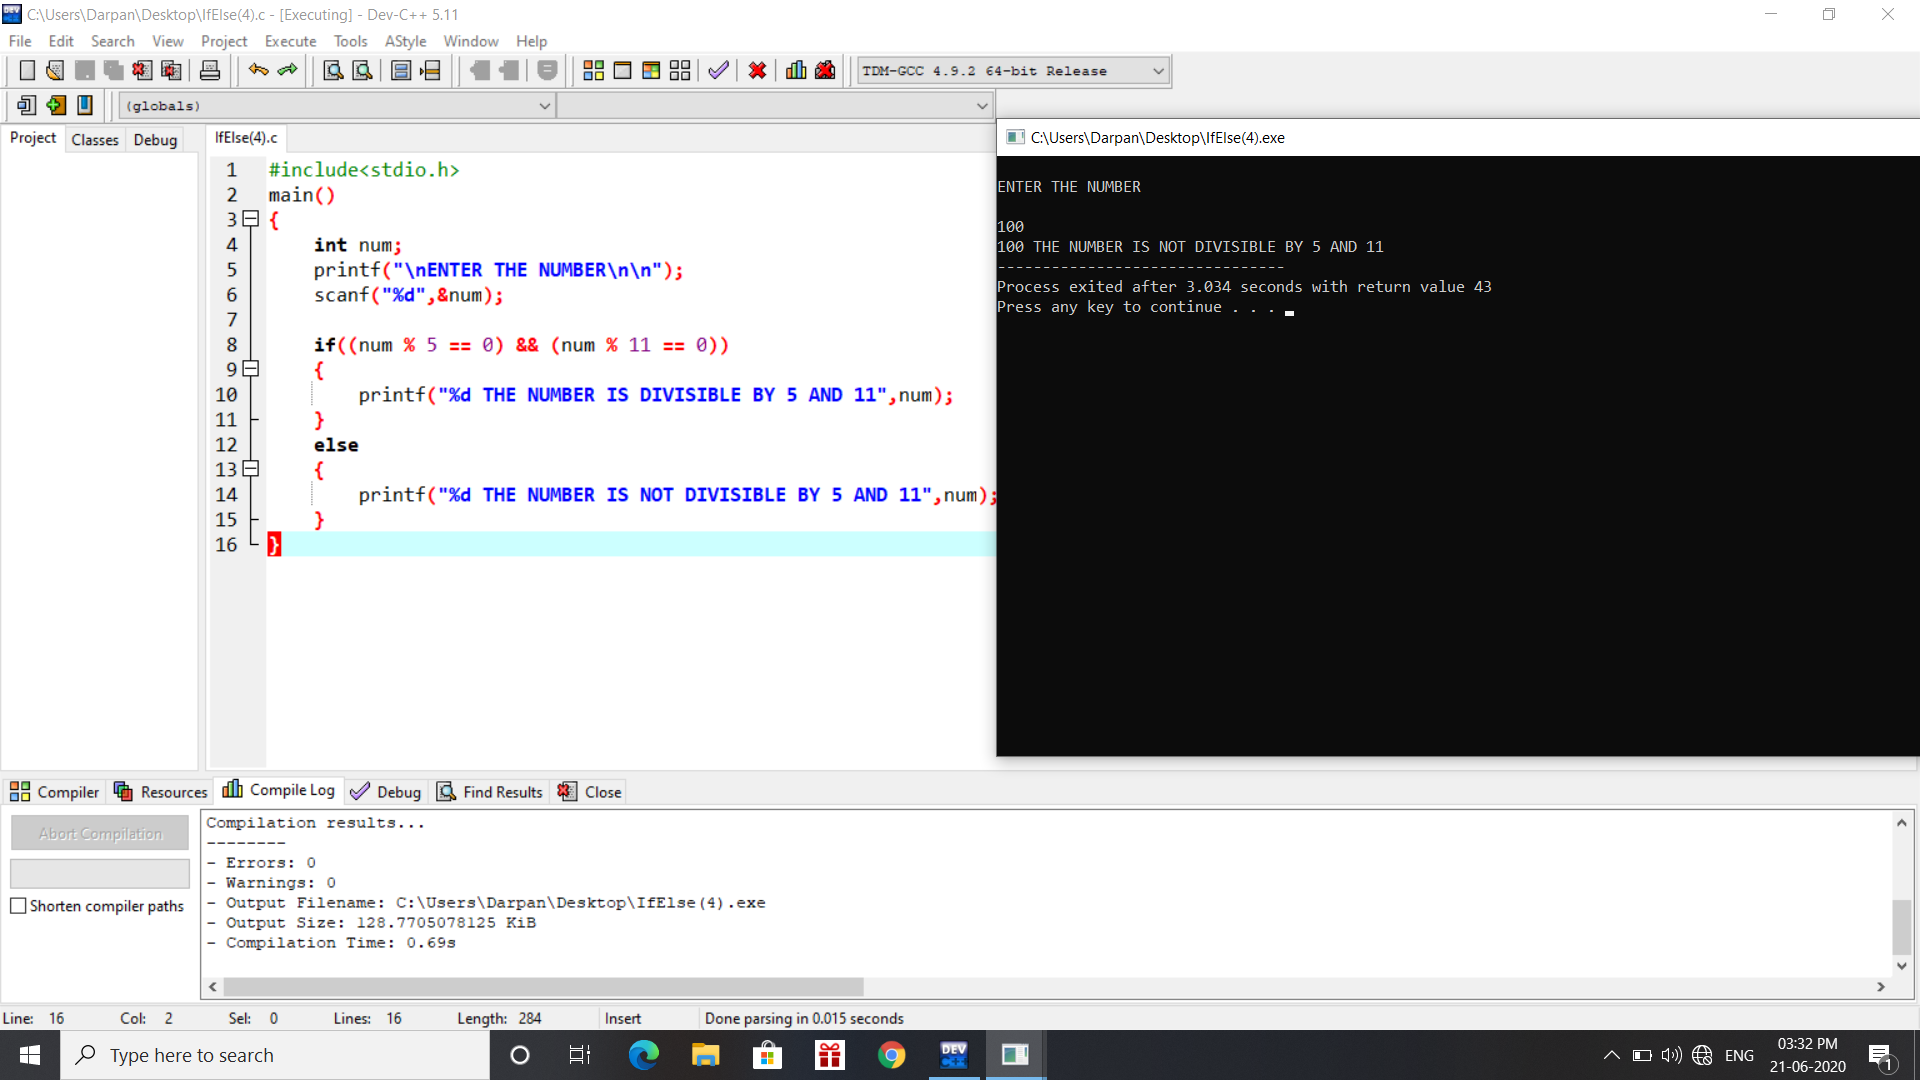 C:\Users\Darpan\Desktop\IfElse(4).c - [Executing] - Dev-C++ 5.11
File Edit Search View Project Execute Tools AStyle Window Help
TDM-GCC 4.9.2 64-bit Release
(globals)
Project Classes Debug
IfElse(4).c
1 #include<stdio.h>
2 main()
3 {
4 int num;
5 printf("\nENTER THE NUMBER\n\n");
6 scanf("%d",&num);
7
8 if((num % 5 == 0) && (num % 11 == 0))
9 {
10 printf("%d THE NUMBER IS DIVISIBLE BY 5 AND 11",num);
11 }
12 else
13 {
14 printf("%d THE NUMBER IS NOT DIVISIBLE BY 5 AND 11",num);
15 }
16 }
C:\Users\Darpan\Desktop\IfElse(4).exe
ENTER THE NUMBER
100
100 THE NUMBER IS NOT DIVISIBLE BY 5 AND 11
--------------------------------
Process exited after 3.034 seconds with return value 43
Press any key to continue . . .
Compiler Resources Compile Log Debug Find Results Close
Abort Compilation
Shorten compiler paths
Compilation results...
--------
- Errors: 0
- Warnings: 0
- Output Filename: C:\Users\Darpan\Desktop\IfElse(4).exe
- Output Size: 128.7705078125 KiB
- Compilation Time: 0.69s
Line: 16 Col: 2 Sel: 0 Lines: 16 Length: 284 Insert Done parsing in 0.015 seconds
Type here to search
DEV C++
ENG
03:32 PM
21-06-2020
1